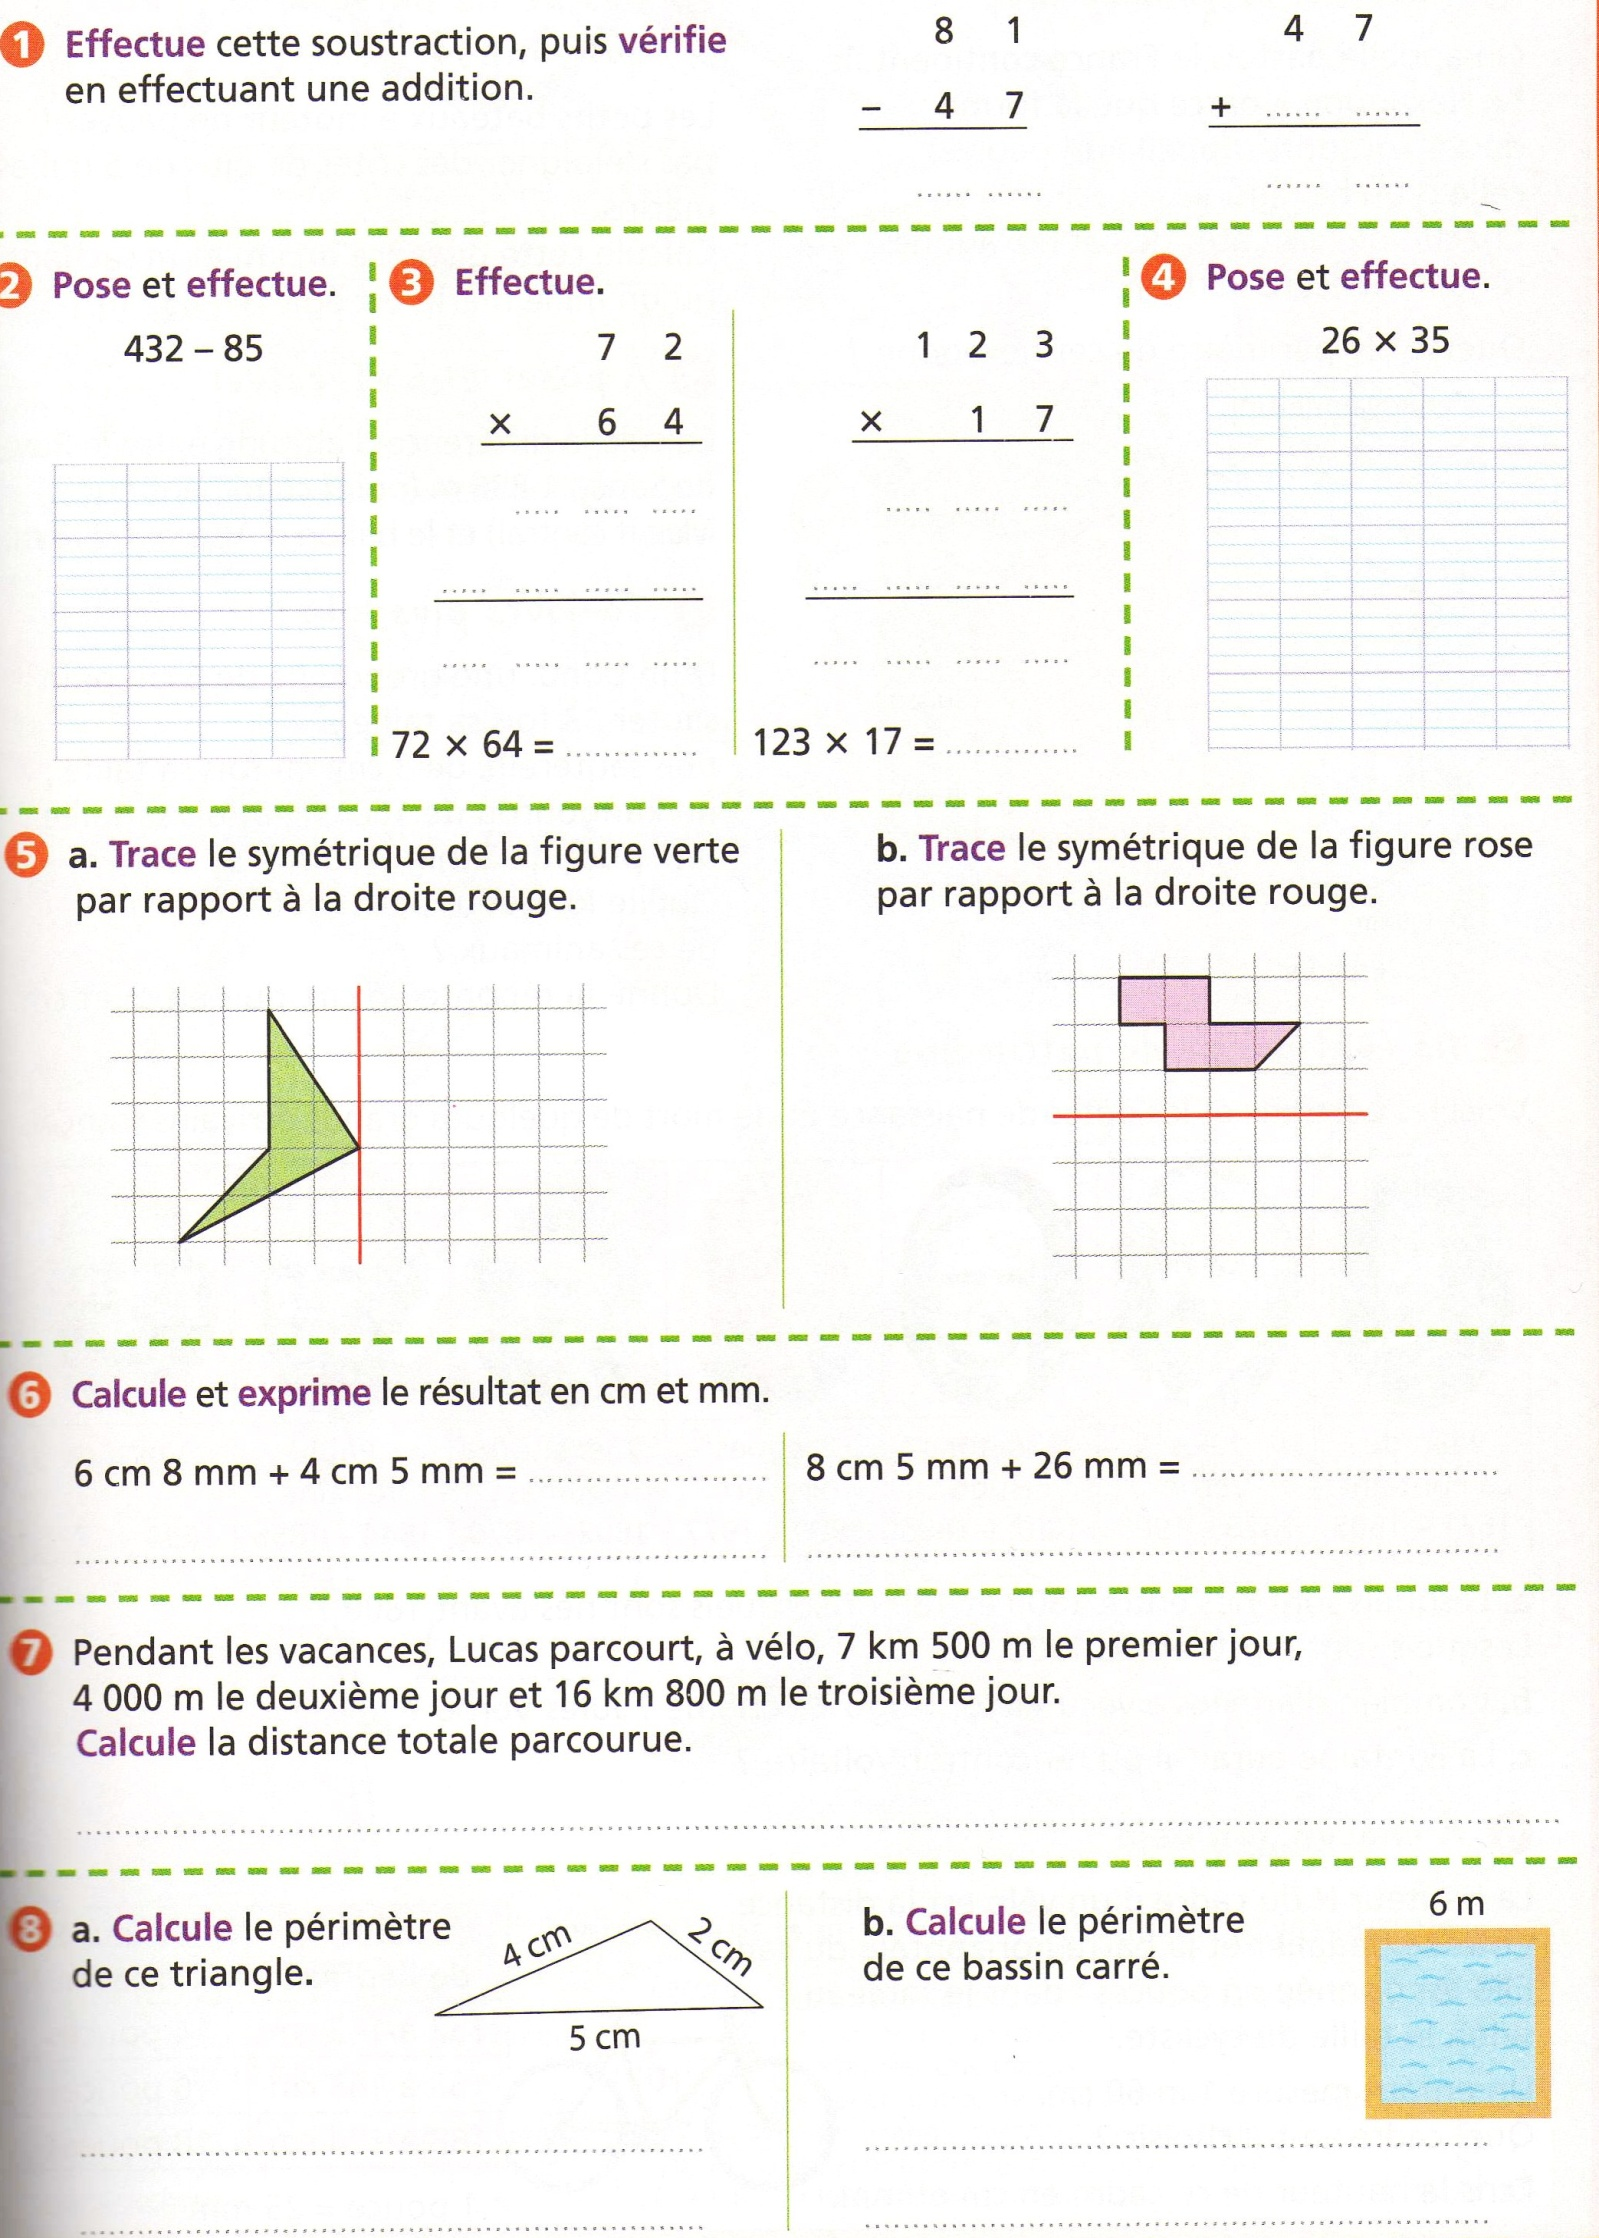 1 Effectue cette soustraction, puis vérifie
en effectuant une addition.
8 1
– 4 7
4 7
+ ...... ......
...... ......
...... ......
2 Pose et effectue.
432 – 85
3 Effectue.
7 2
× 6 4
72 × 64 = ..............
1 2 3
× 1 7
123 × 17 = ..............
4 Pose et effectue.
26 × 35
5 a. Trace le symétrique de la figure verte
par rapport à la droite rouge.
b. Trace le symétrique de la figure rose
par rapport à la droite rouge.
6 Calcule et exprime le résultat en cm et mm.
6 cm 8 mm + 4 cm 5 mm = ..........................
8 cm 5 mm + 26 mm = ..........................
7 Pendant les vacances, Lucas parcourt, à vélo, 7 km 500 m le premier jour,
4 000 m le deuxième jour et 16 km 800 m le troisième jour.
Calcule la distance totale parcourue.
8 a. Calcule le périmètre
de ce triangle.
4 cm
2 cm
5 cm
b. Calcule le périmètre
de ce bassin carré.
6 m